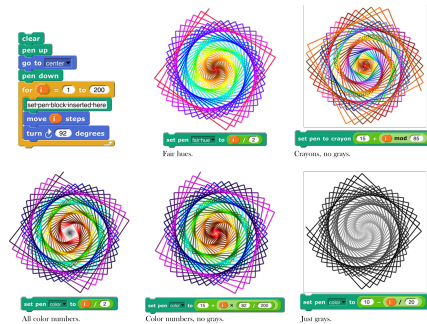 clear
pen up
go to center
pen down
for i = 1 to 200
set pen block inserted here
move i steps
turn 92 degrees
set pen fair hue to i / 2
Fair hues.
set pen to crayon 15 + i mod 85
Crayons, no grays.
set pen color to i / 2
All color numbers.
set pen color to 15 + i × 82 / 200
Color numbers, no grays.
set pen color to 10 − i / 20
Just grays.